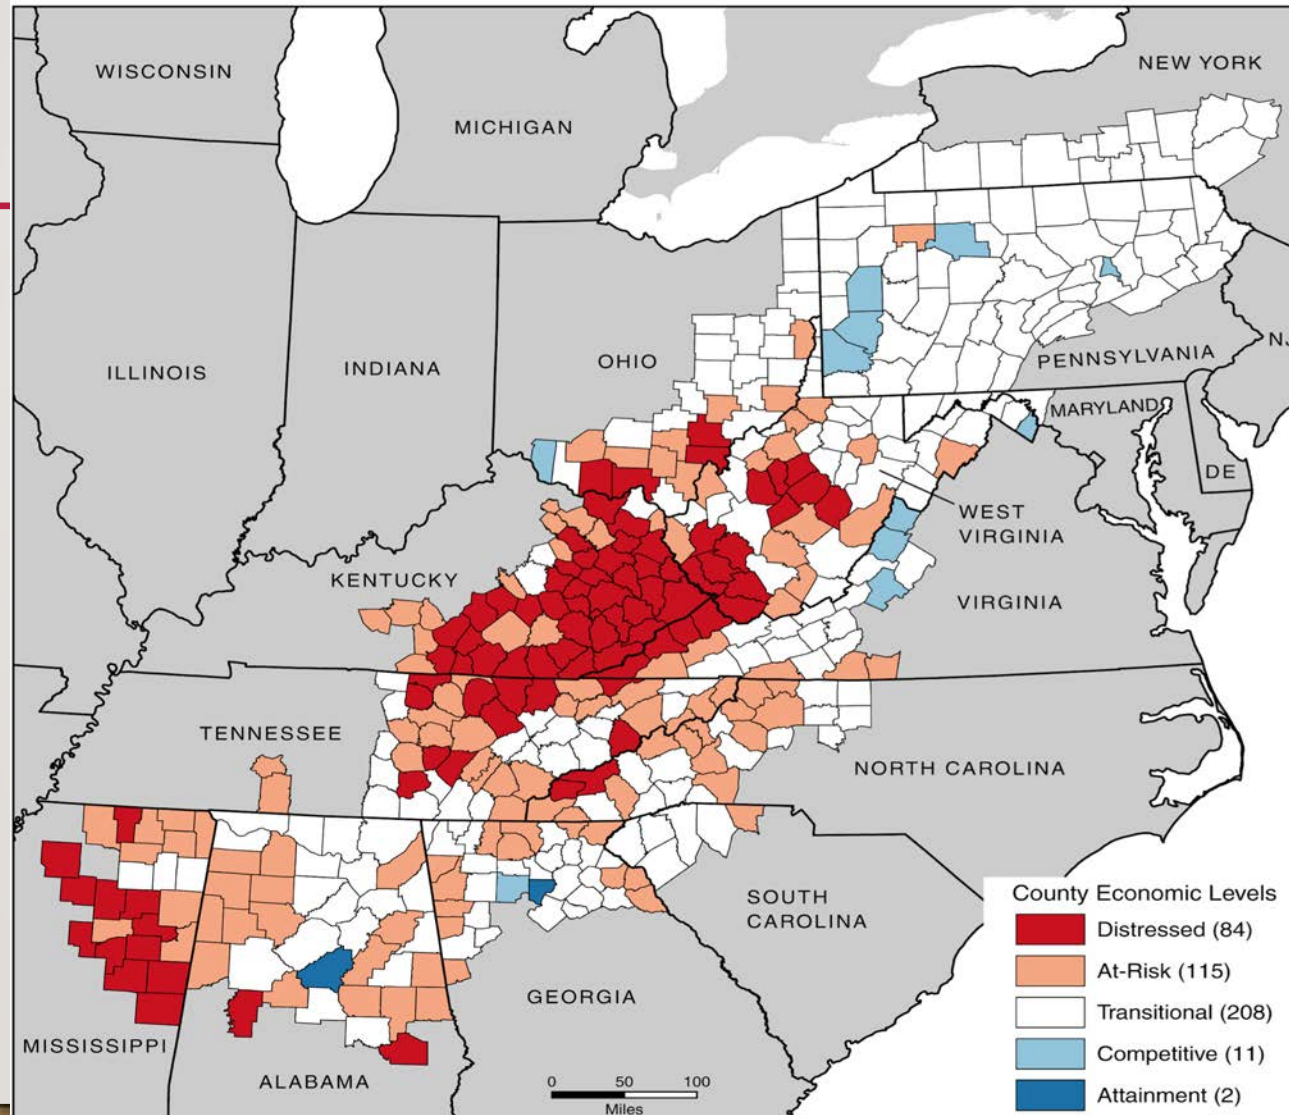 WISCONSIN
MICHIGAN
NEW YORK
ILLINOIS
INDIANA
OHIO
PENNSYLVANIA
NJ
MARYLAND
DE
WEST
VIRGINIA
KENTUCKY
VIRGINIA
TENNESSEE
NORTH CAROLINA
SOUTH
CAROLINA
MISSISSIPPI
ALABAMA
GEORGIA
0 50 100
Miles
County Economic Levels
Distressed (84)
At-Risk (115)
Transitional (208)
Competitive (11)
Attainment (2)